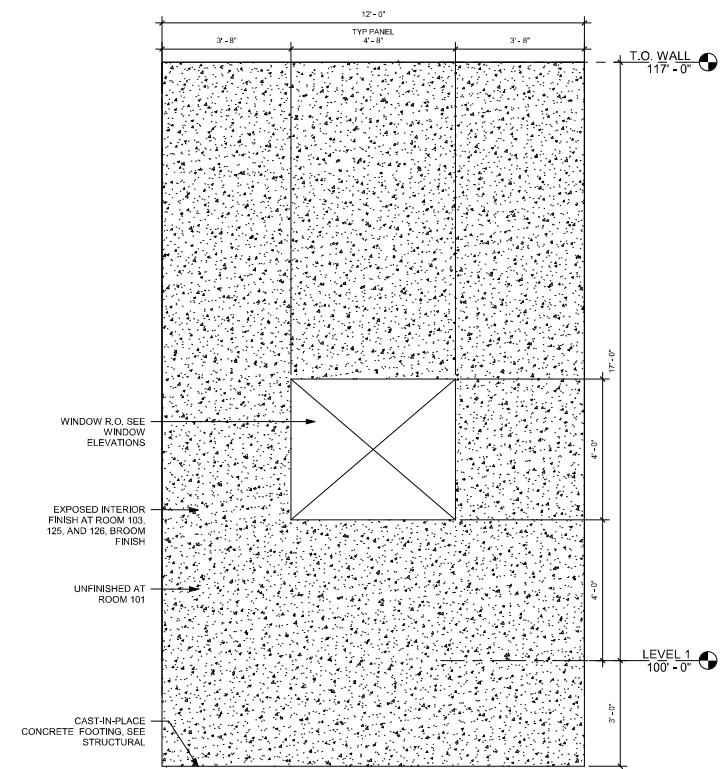 12' - 0"
TYP PANEL
3' - 8"
4' - 8"
3' - 8"
T.O. WALL
117' - 0"
17' - 0"
WINDOW R.O. SEE
WINDOW
ELEVATIONS
4' - 0"
EXPOSED INTERIOR
FINISH AT ROOM 103,
125, AND 126, BROOM
FINISH
UNFINISHED AT
ROOM 101
4' - 0"
LEVEL 1
100' - 0"
CAST-IN-PLACE
CONCRETE FOOTING, SEE
STRUCTURAL
3' - 0"